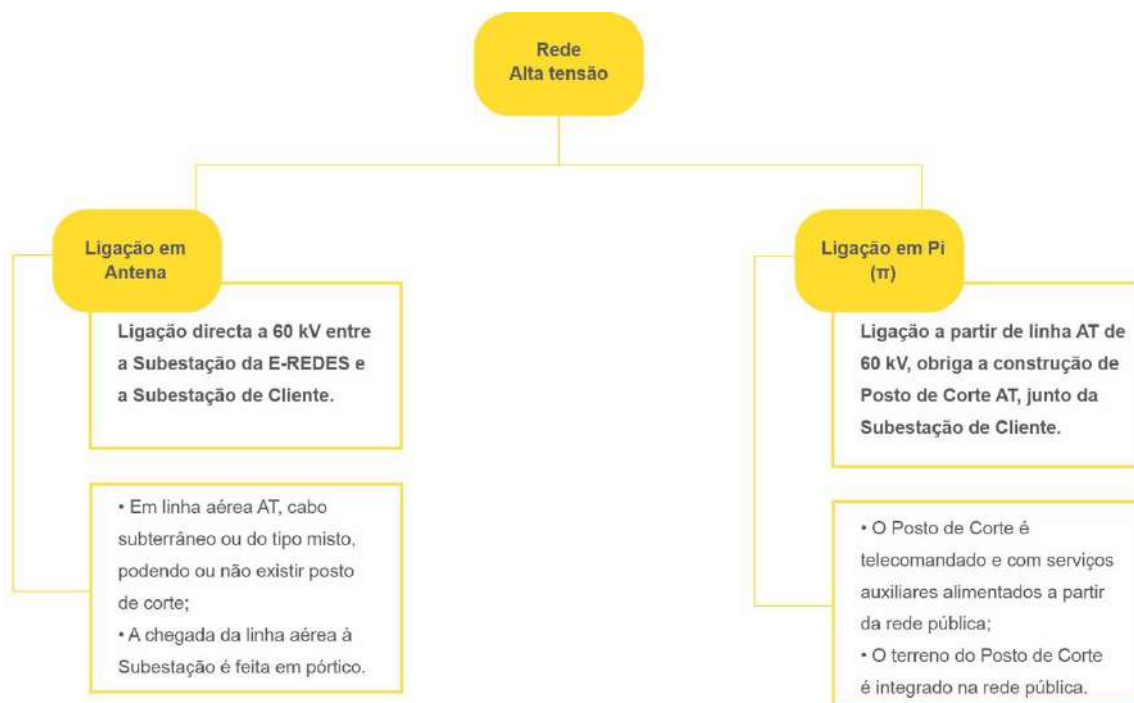 Rede
Alta tensão
Ligação em
Antena
Ligação directa a 60 kV entre
a Subestação da E-REDES e
a Subestação de Cliente.
• Em linha aérea AT, cabo
subterrâneo ou do tipo misto,
podendo ou não existir posto
de corte;
• A chegada da linha aérea à
Subestação é feita em pórtico.
Ligação em Pi
(π)
Ligação a partir de linha AT de
60 kV, obriga a construção de
Posto de Corte AT, junto da
Subestação de Cliente.
• O Posto de Corte é
telecomandado e com serviços
auxiliares alimentados a partir
da rede pública;
• O terreno do Posto de Corte
é integrado na rede pública.